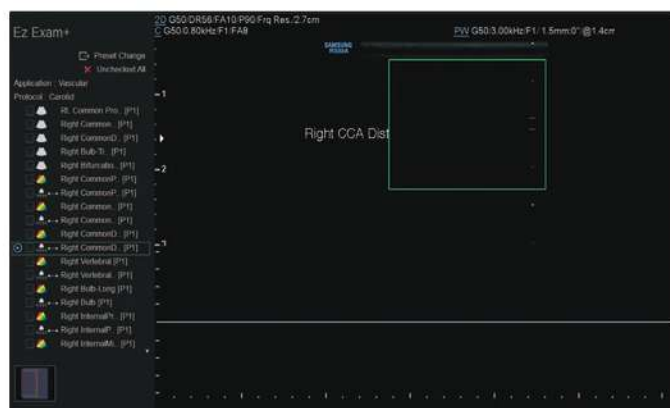 Ez Exam+
Preset Change
Unchecked All
Application : Vascular
Protocol : Carotid
Rt. Common Pro.. [P1]
Right Common.. [P1]
Right CommonD.. [P1]
Right Bulb-Tr.. [P1]
Right Bifurcatio.. [P1]
Right CommonP.. [P1]
Right CommonP.. [P1]
Right Common.. [P1]
Right Common.. [P1]
Right CommonD.. [P1]
Right CommonD.. [P1]
Right Vertebral [P1]
Right Vertebral.. [P1]
Right Bulb-Long [P1]
Right Bulb [P1]
Right InternalPr.. [P1]
Right InternalP.. [P1]
Right InternalMi.. [P1]
2D G50/DR56/FA10/P90/Frq Res./2.7cm
C G50/0.80kHz/F1/FA8
PW G50/3.00kHz/F1/1.5mm:0°/@1.4cm
SAMSUNG
1
Right CCA Dist
2
3